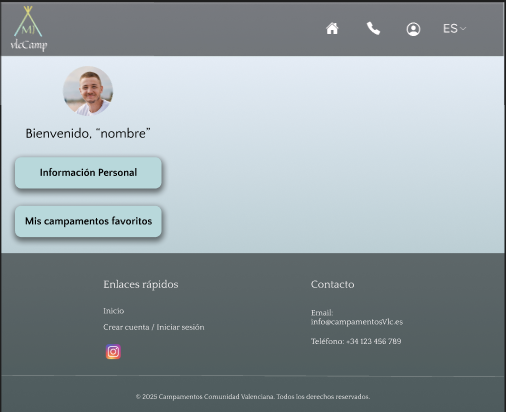 MJ
vlcCamp
ES
Bienvenido, “nombre”
Información Personal
Mis campamentos favoritos
Enlaces rápidos
Inicio
Crear cuenta / Iniciar sesión
Contacto
Email:
info@campamentosVlc.es
Teléfono: +34 123 456 789
© 2025 Campamentos Comunidad Valenciana. Todos los derechos reservados.